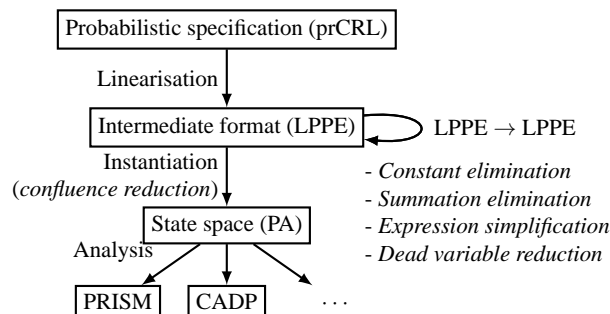 Probabilistic specification (prCRL)
Linearisation
Intermediate format (LPPE)
LPPE → LPPE
Instantiation
(confluence reduction)
- Constant elimination
- Summation elimination
- Expression simplification
- Dead variable reduction
State space (PA)
Analysis
PRISM
CADP
...